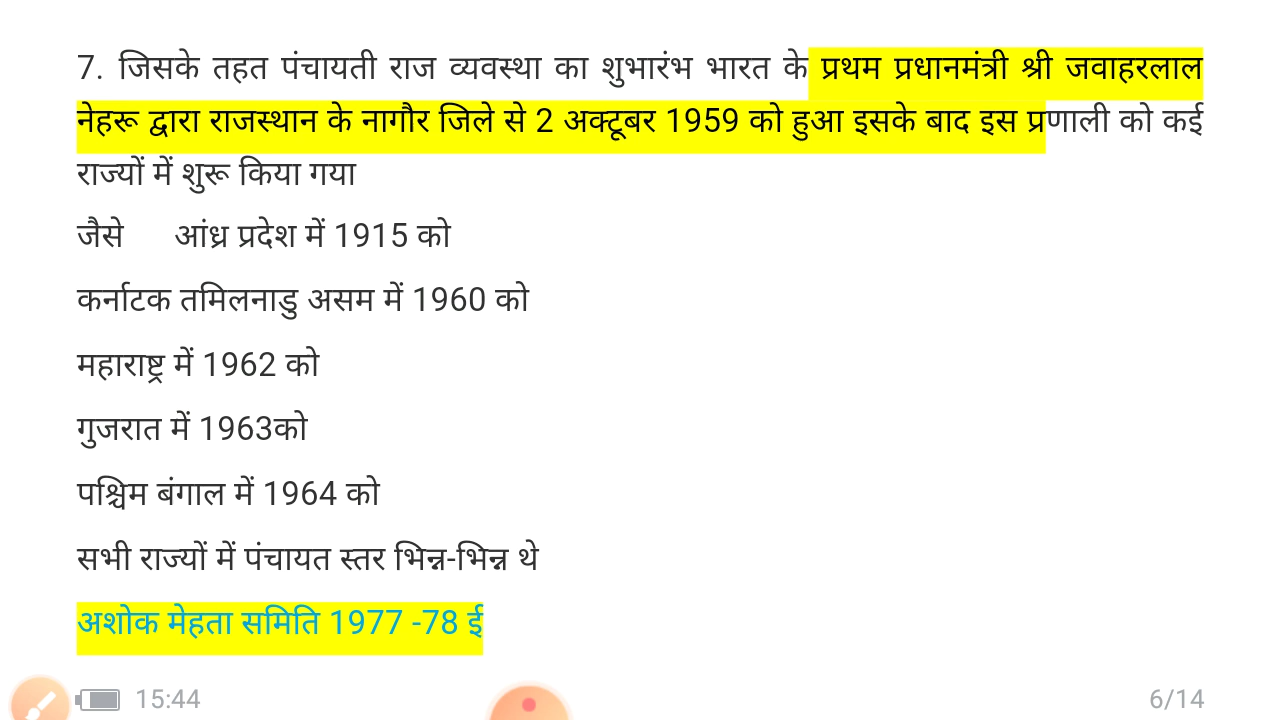 7. जिसके तहत पंचायती राज व्यवस्था का शुभारंभ भारत के प्रथम प्रधानमंत्री श्री जवाहरलाल
नेहरू द्वारा राजस्थान के नागौर जिले से 2 अक्टूबर 1959 को हुआ इसके बाद इस प्रणाली को कई
राज्यों में शुरू किया गया
जैसे आंध्र प्रदेश में 1915 को
कर्नाटक तमिलनाडु असम में 1960 को
महाराष्ट्र में 1962 को
गुजरात में 1963को
पश्चिम बंगाल में 1964 को
सभी राज्यों में पंचायत स्तर भिन्न-भिन्न थे
अशोक मेहता समिति 1977 -78 ई
15:44 6/14